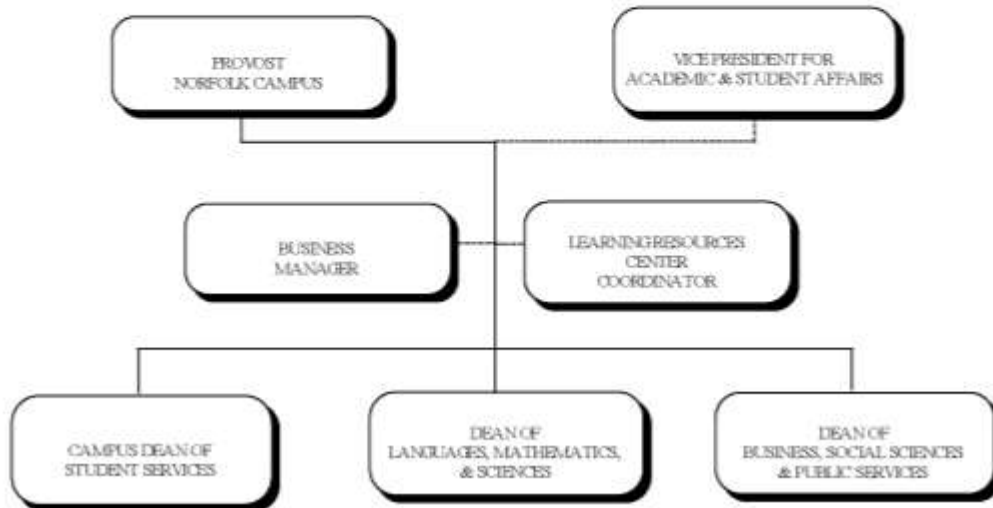 PROVOST
NORFOLK CAMPUS
VICE PRESIDENT FOR
ACADEMIC & STUDENT AFFAIRS
BUSINESS
MANAGER
LEARNING RESOURCES
CENTER
COORDINATOR
CAMPUS DEAN OF
STUDENT SERVICES
DEAN OF
LANGUAGES, MATHEMATICS,
& SCIENCES
DEAN OF
BUSINESS, SOCIAL SCIENCES
& PUBLIC SERVICES